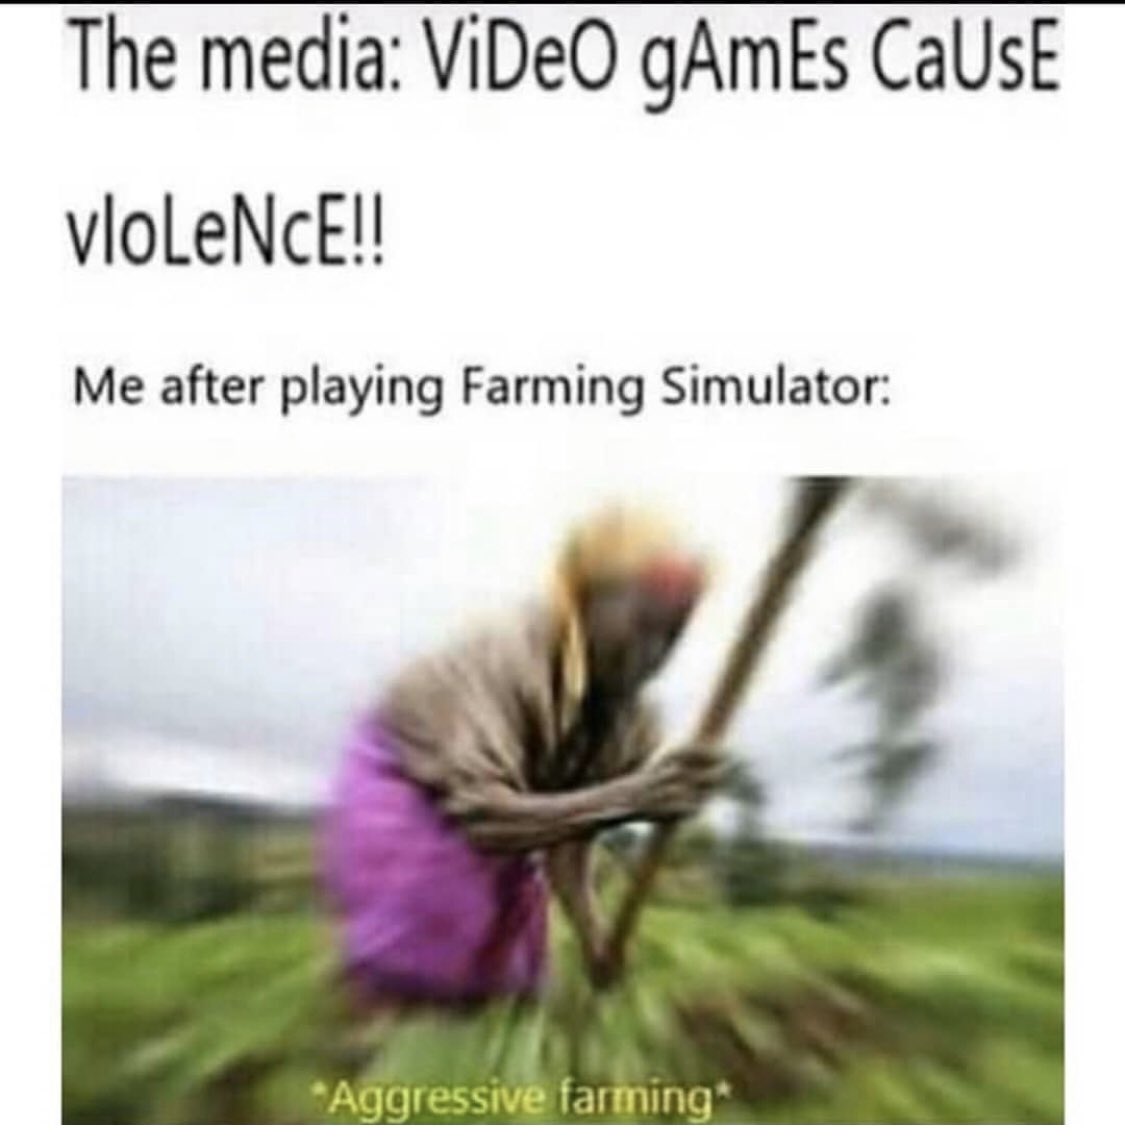 The media: ViDeO gAmEs CaUsE
vIoLeNcE!!
Me after playing Farming Simulator:
*Aggressive farming*